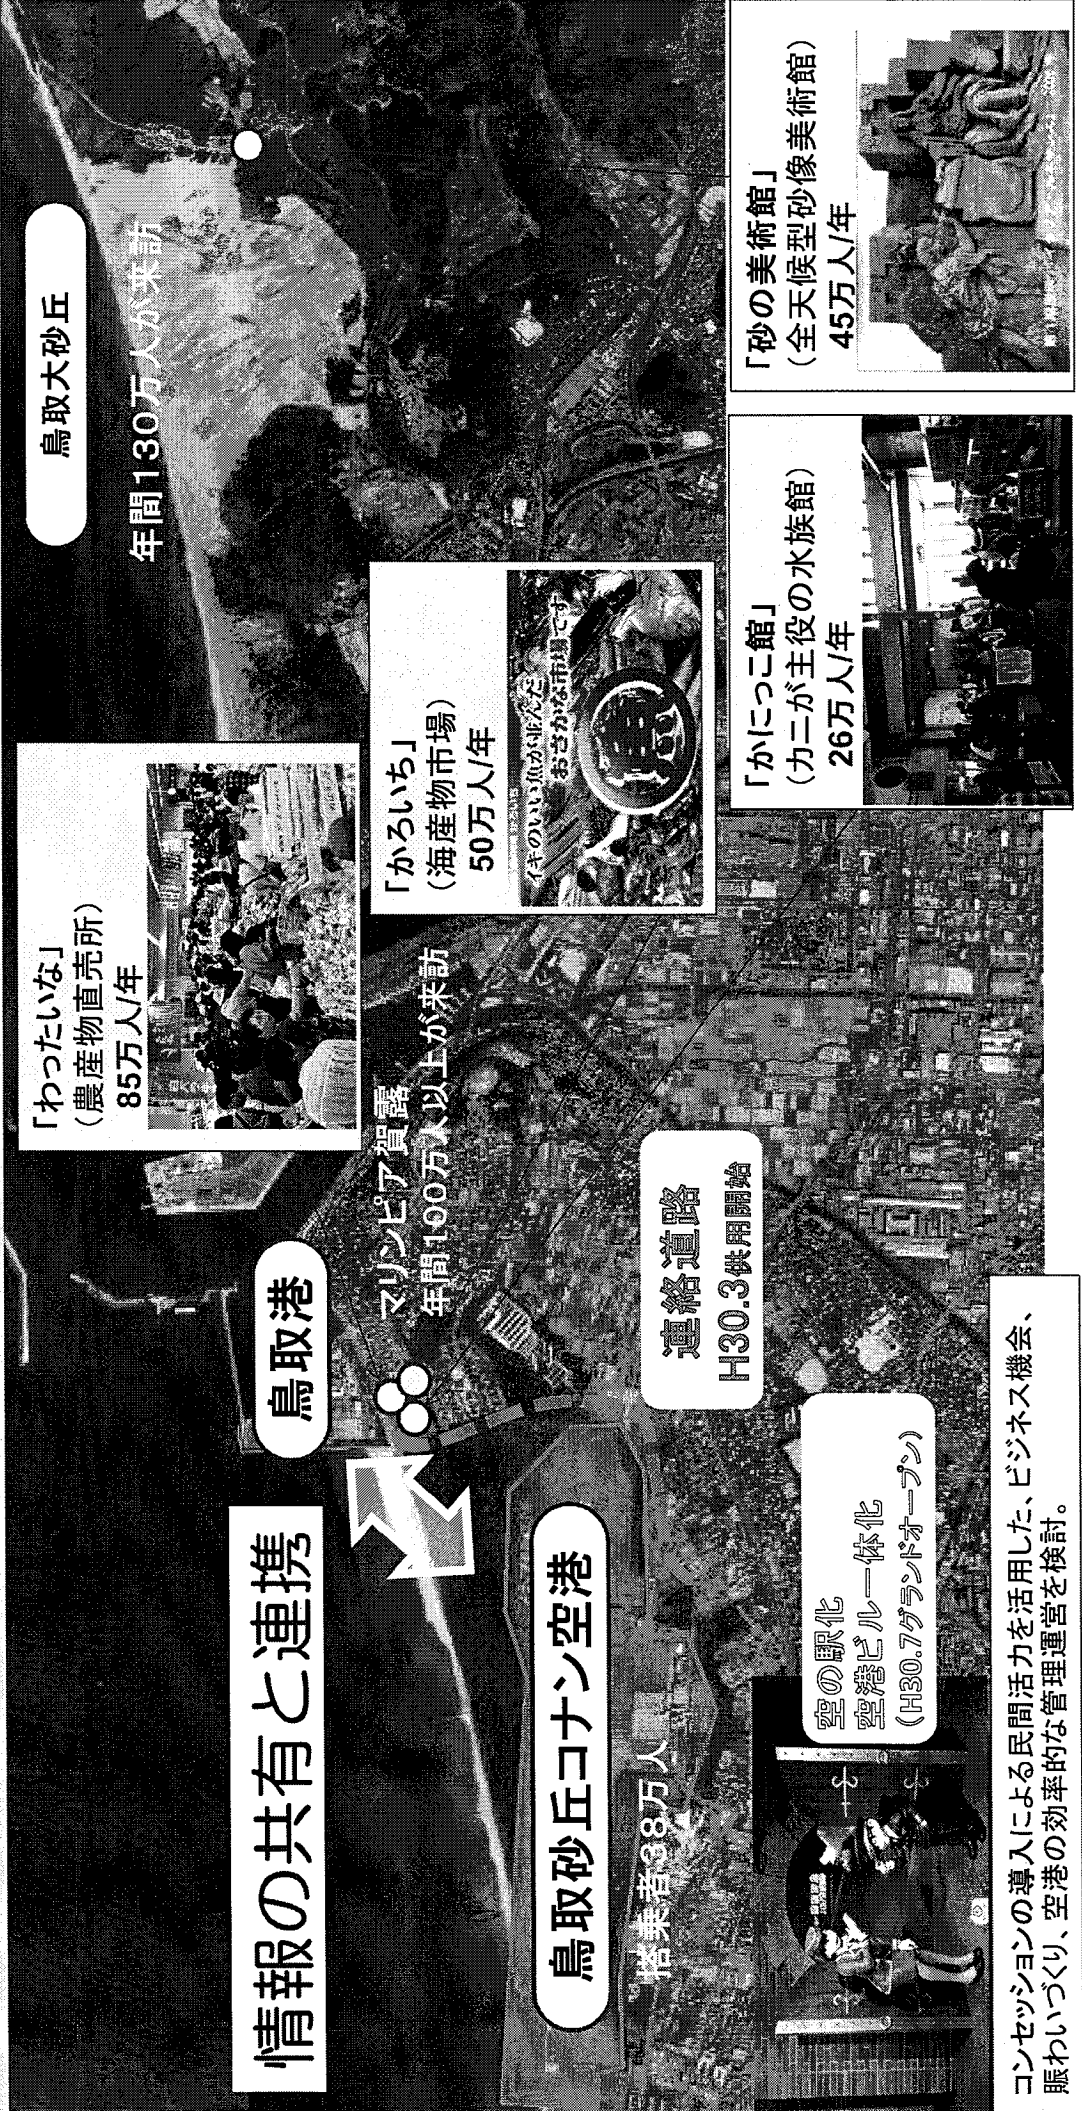 情報の共有と連携
鳥取港
鳥取大砂丘
年間130万人が来訪
「わったいな」
（農産物直売所）
85万人/年
マリンピア賀露
年間100万人以上が来訪
「かろいち」
（海産物市場）
50万人/年
イキのいい魚が並んだ
おさかな市場です
鳥取砂丘コナン空港
搭乗者38万人
連絡道路
H30.3供用開始
空の駅化
空港ビル一体化
（H30.7グランドオープン）
「かにっこ館」
（カニが主役の水族館）
26万人/年
「砂の美術館」
（全天候型砂像美術館）
45万人/年
コンセッションの導入による民間活力を活用した、ビジネス機会、
賑わいづくり、空港の効率的な管理運営を検討。